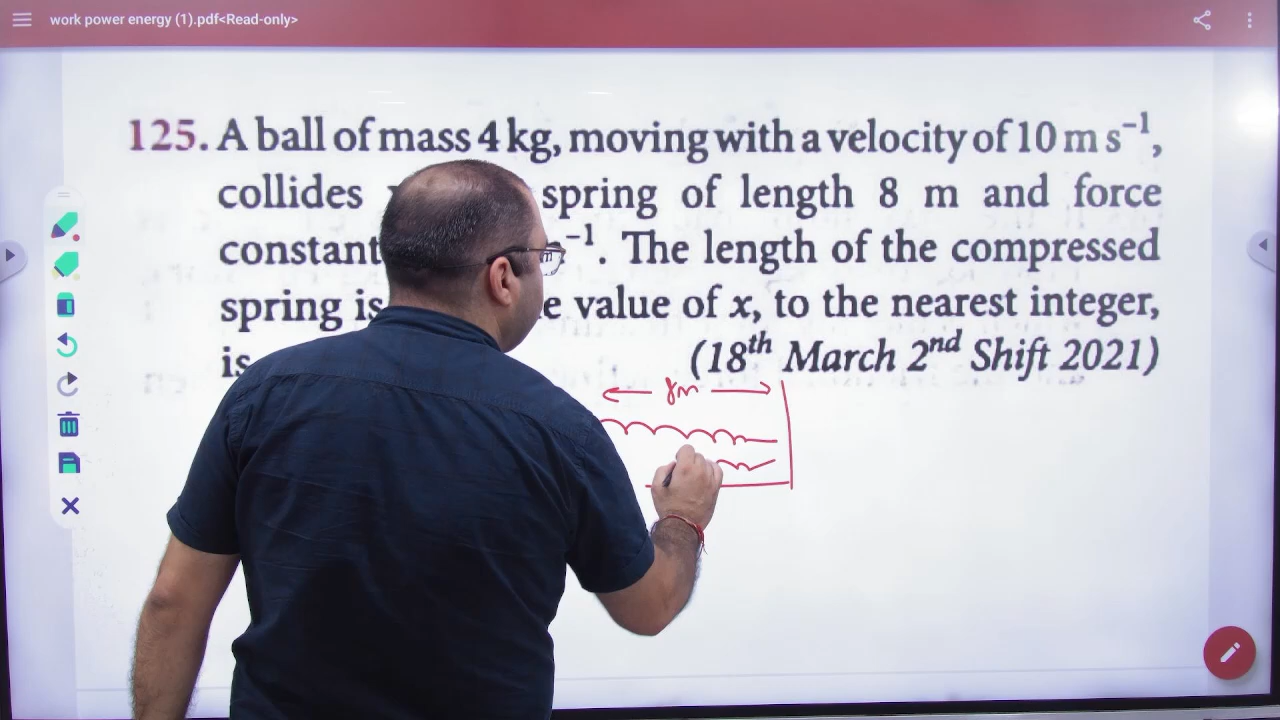 work power energy (1).pdf<Read-only>
125. A ball of mass 4 kg, moving with a velocity of 10 m s⁻¹,
collides spring of length 8 m and force
constant m⁻¹. The length of the compressed
spring is value of x, to the nearest integer,
is (18th March 2nd Shift 2021)
8m